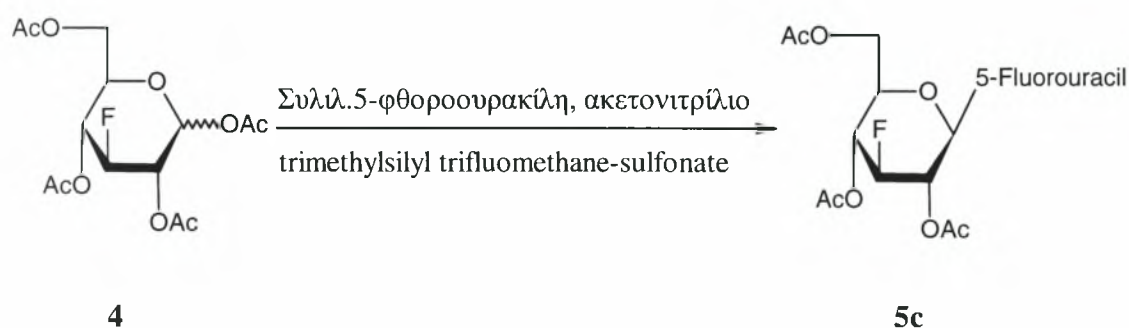 AcO
O
F
OAc
AcO
OAc
4
Συλιλ.5-φθοροουρακίλη, ακετονιτρίλιο
trimethylsilyl trifluomethane-sulfonate
AcO
5-Fluorouracil
O
F
AcO
OAc
5c